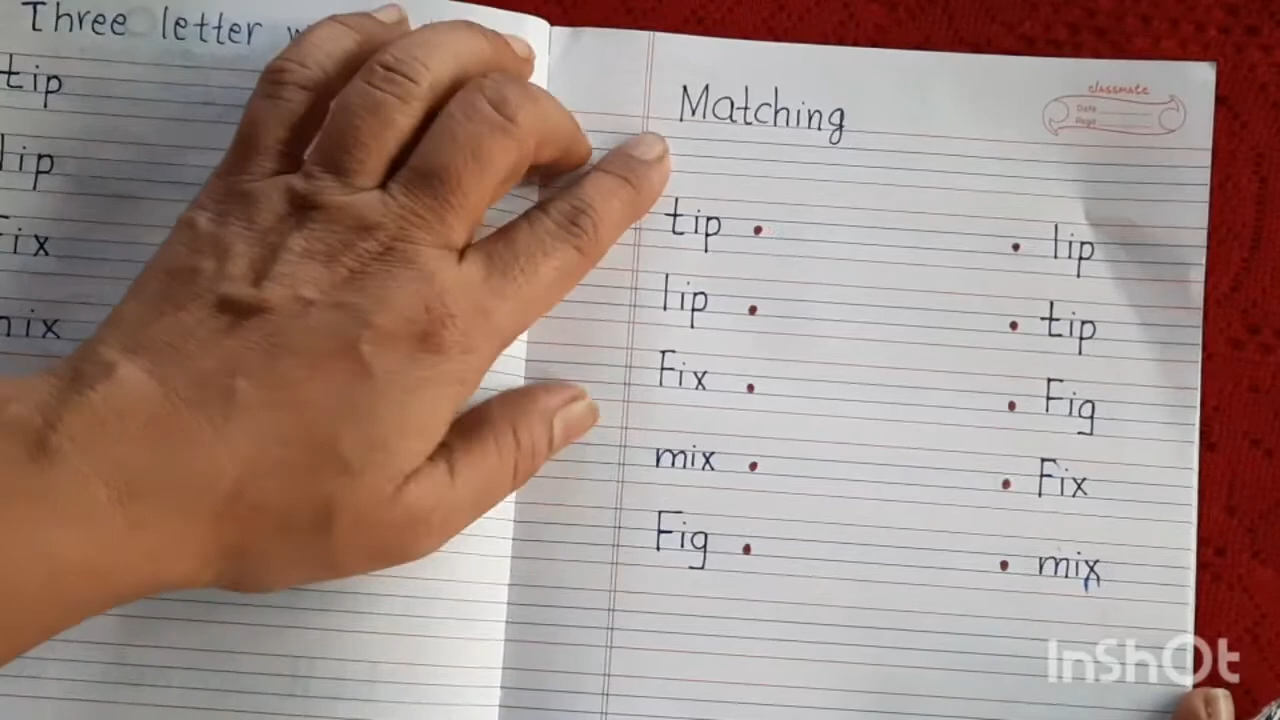 Three letter
tip
lip
Fix
mix
classmate
Date
Page
Matching
tip • • lip
lip • • tip
Fix • • Fig
mix • • Fix
Fig • • mix
InShOt